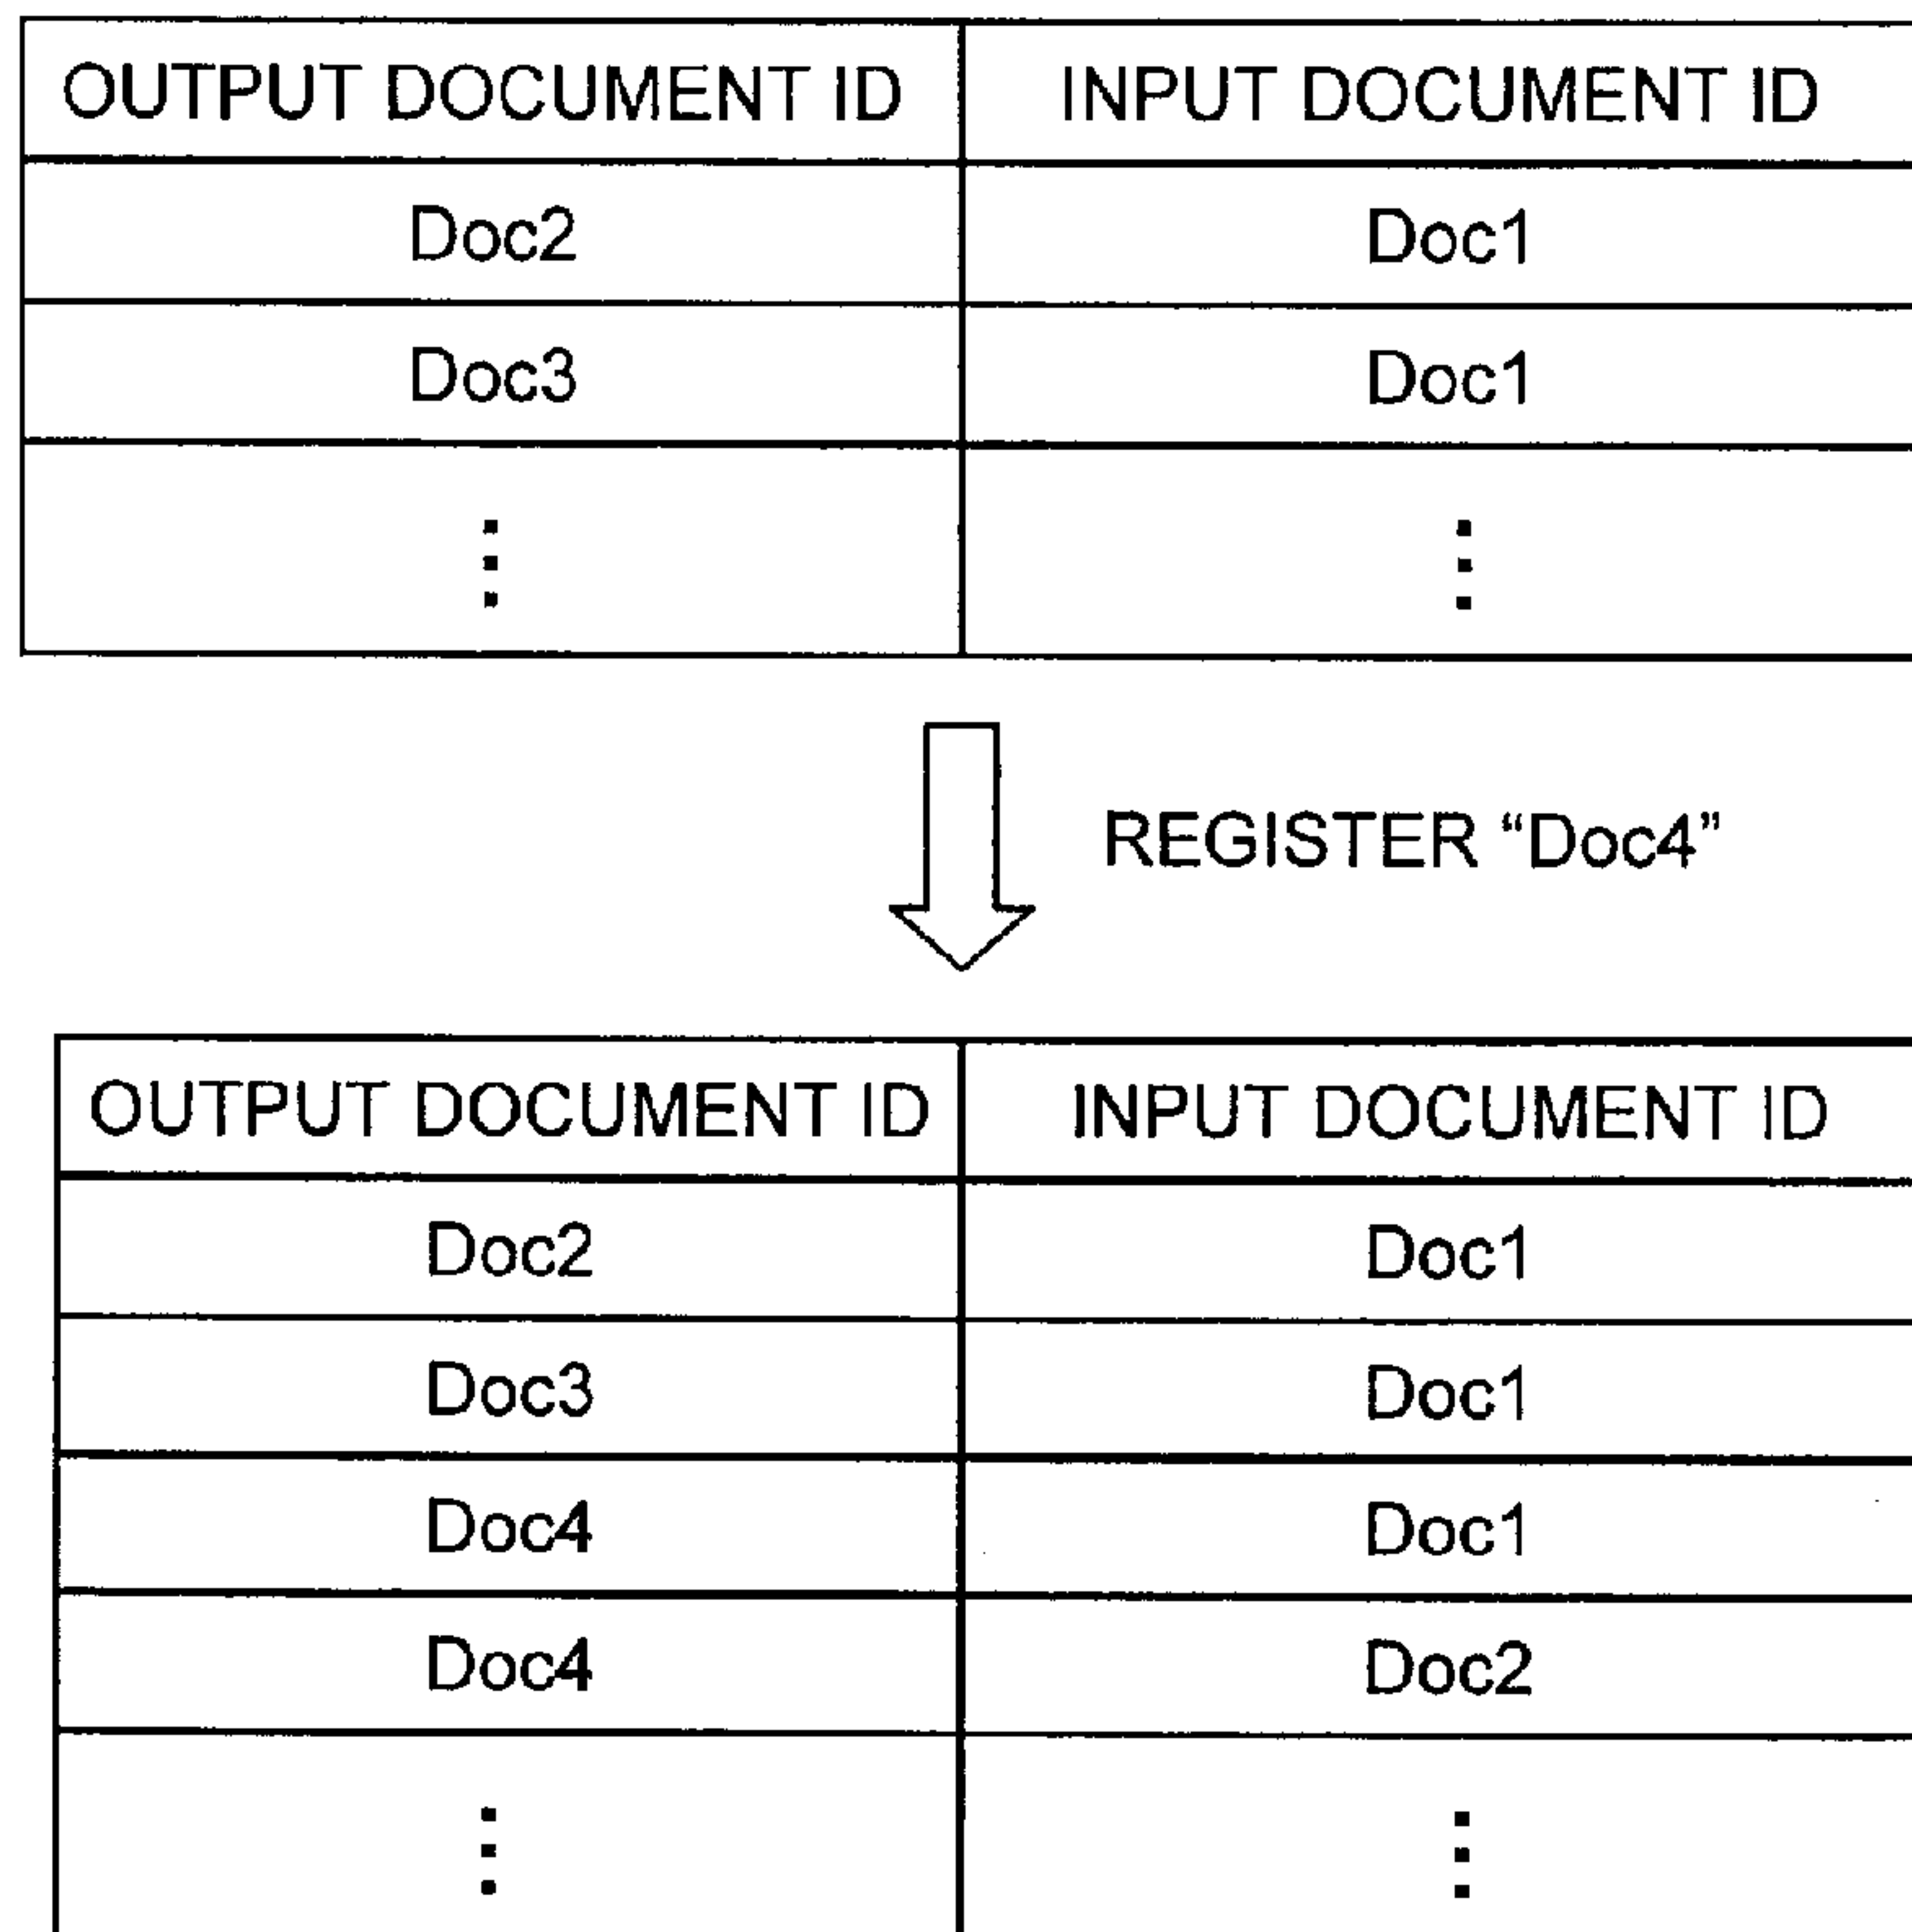 OUTPUT DOCUMENT ID INPUT DOCUMENT ID
Doc2 Doc1
Doc3 Doc1
⋮ ⋮
REGISTER “Doc4”
OUTPUT DOCUMENT ID INPUT DOCUMENT ID
Doc2 Doc1
Doc3 Doc1
Doc4 Doc1
Doc4 Doc2
⋮ ⋮